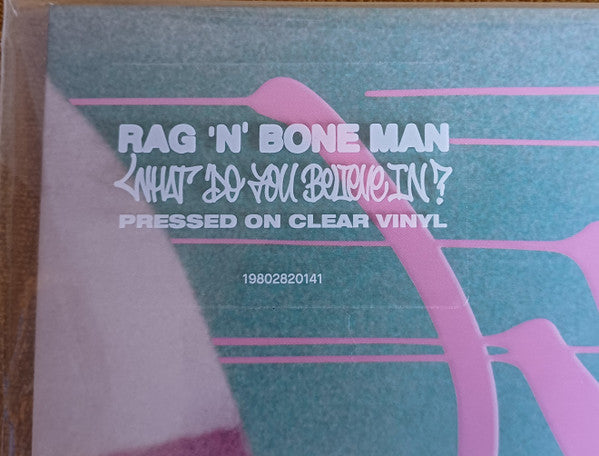 RAG 'N' BONE MAN
WHAT DO YOU BELIEVE IN?
PRESSED ON CLEAR VINYL
19802820141